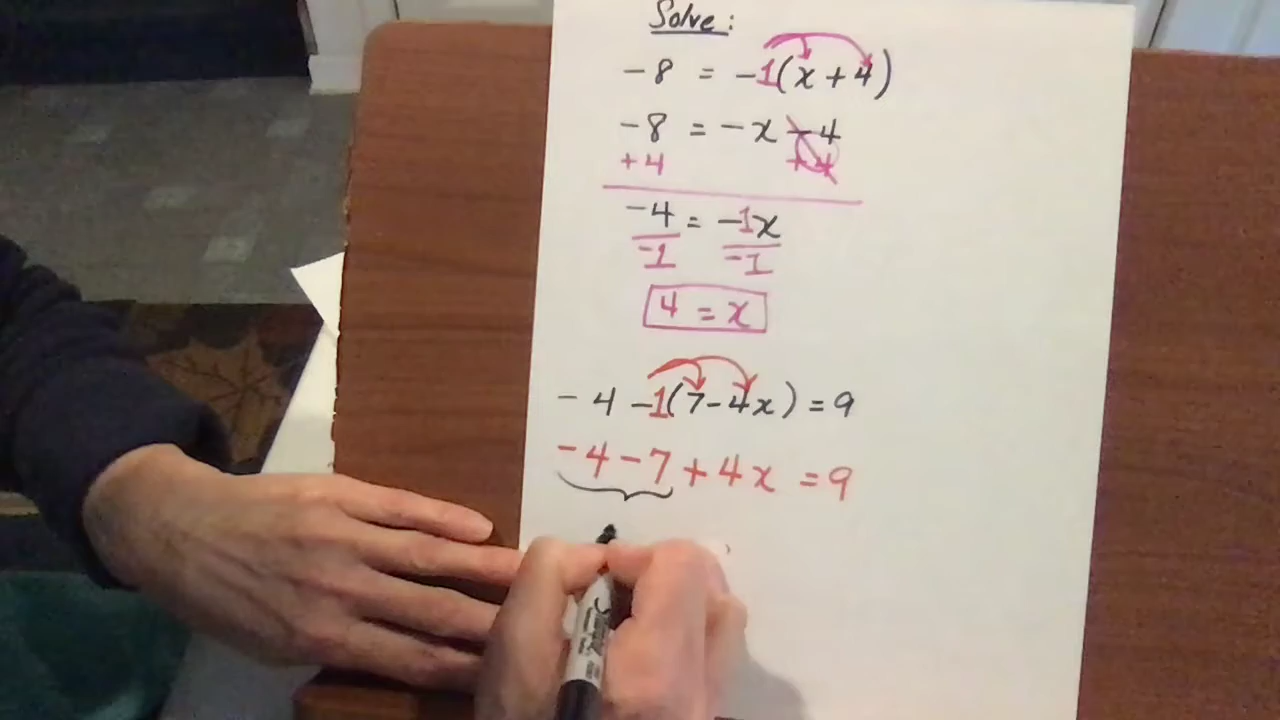 Solve:
-8 = -1(x+4)
-8 = -x -4
+4 +4
-4 = -1x
-1 -1
4 = x
-4 -1(7-4x) = 9
-4 -7 +4x = 9